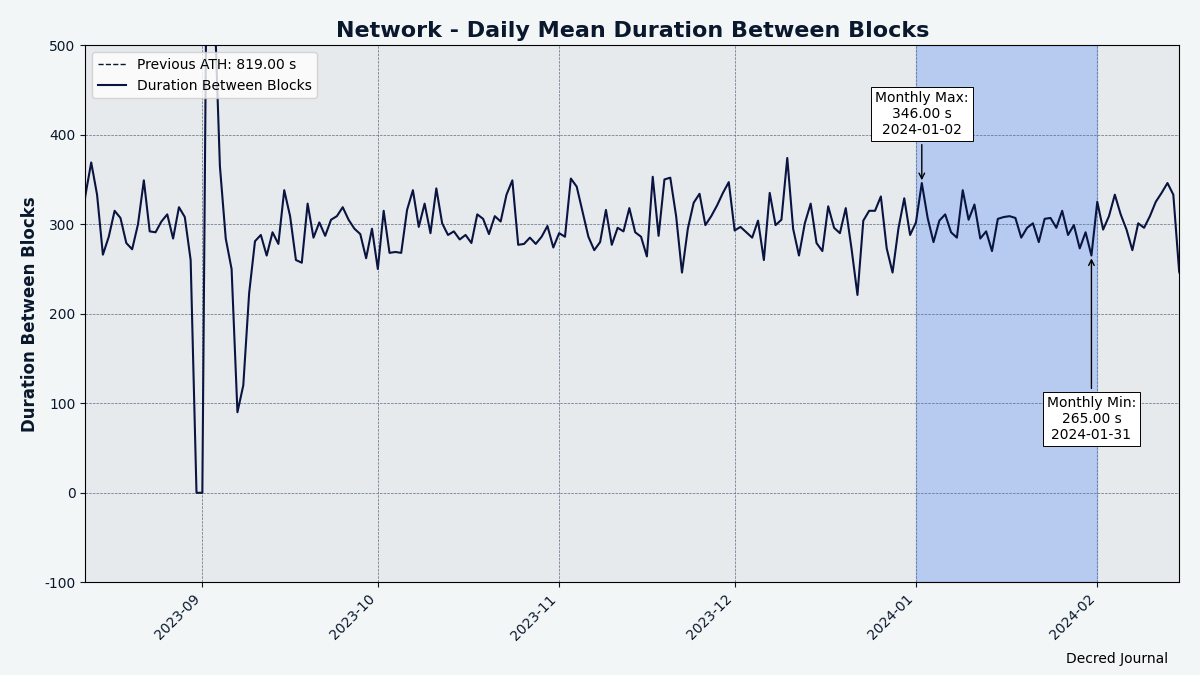 Network - Daily Mean Duration Between Blocks
500
400
300
200
100
0
-100
Duration Between Blocks
Previous ATH: 819.00 s
Duration Between Blocks
Monthly Max:
346.00 s
2024-01-02
Monthly Min:
265.00 s
2024-01-31
2023-09
2023-10
2023-11
2023-12
2024-01
2024-02
Decred Journal